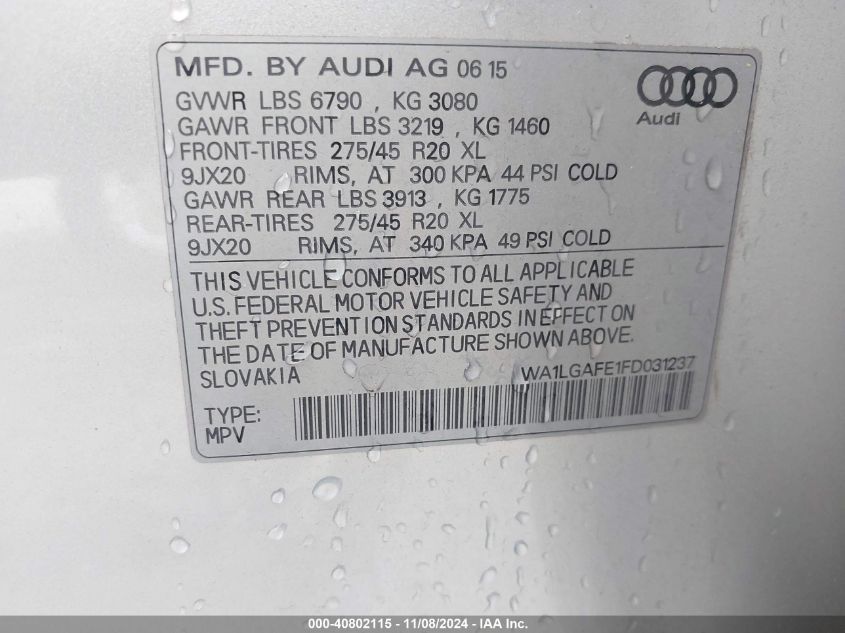 MFD. BY AUDI AG 06 15
GVWR LBS 6790 , KG 3080
GAWR FRONT LBS 3219 , KG 1460
FRONT-TIRES 275/45 R20 XL
9JX20 RIMS, AT 300 KPA 44 PSI COLD
GAWR REAR LBS 3913 , KG 1775
REAR-TIRES 275/45 R20 XL
9JX20 RIMS, AT 340 KPA 49 PSI COLD
Audi
THIS VEHICLE CONFORMS TO ALL APPLICABLE
U.S. FEDERAL MOTOR VEHICLE SAFETY AND
THEFT PREVENTION STANDARDS IN EFFECT ON
THE DATE OF MANUFACTURE SHOWN ABOVE.
SLOVAKIA WA1LGAFE1FD031237
TYPE:
MPV
000-40802115 - 11/08/2024 - IAA Inc.